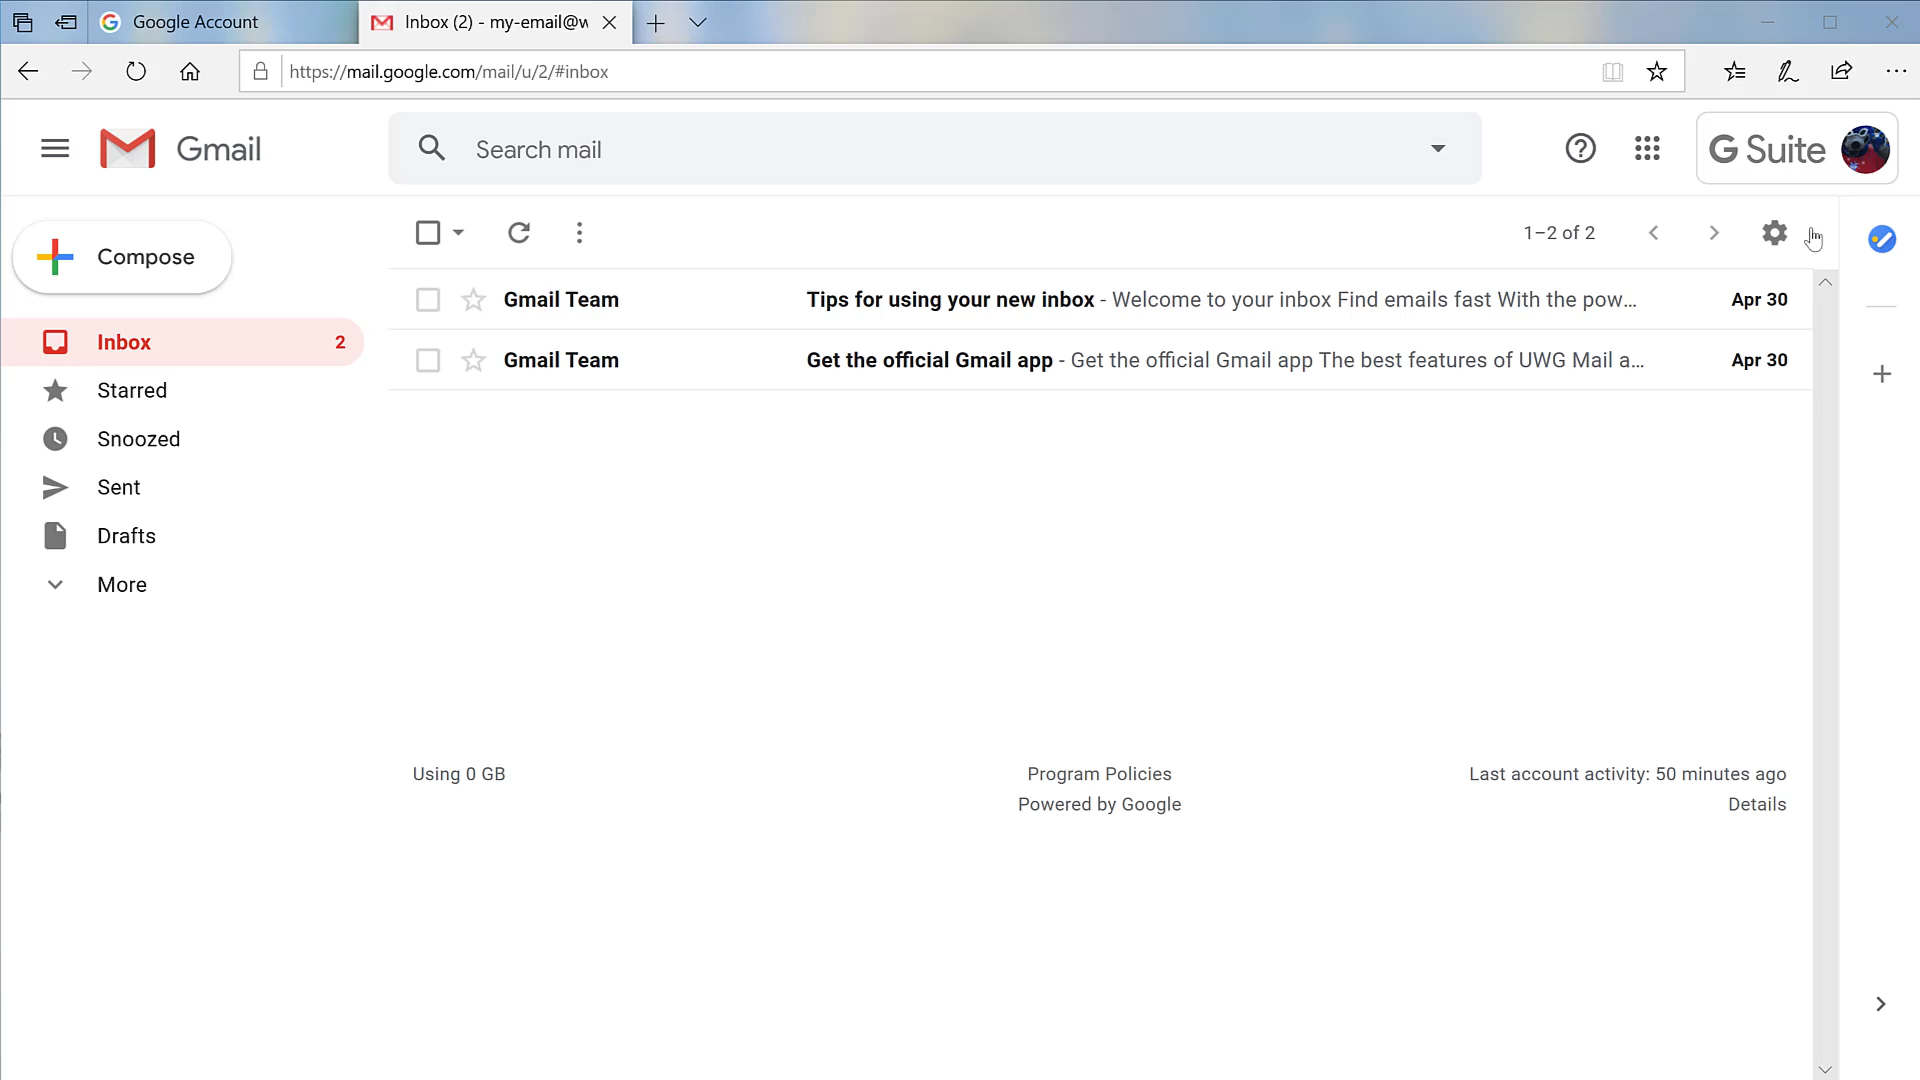 Google Account
Inbox (2) - my-email@w
https://mail.google.com/mail/u/2/#inbox
Gmail
Search mail
G Suite
Compose
1–2 of 2
Inbox 2
Starred
Snoozed
Sent
Drafts
More
Gmail Team Tips for using your new inbox - Welcome to your inbox Find emails fast With the pow... Apr 30
Gmail Team Get the official Gmail app - Get the official Gmail app The best features of UWG Mail a... Apr 30
Using 0 GB
Program Policies
Powered by Google
Last account activity: 50 minutes ago
Details